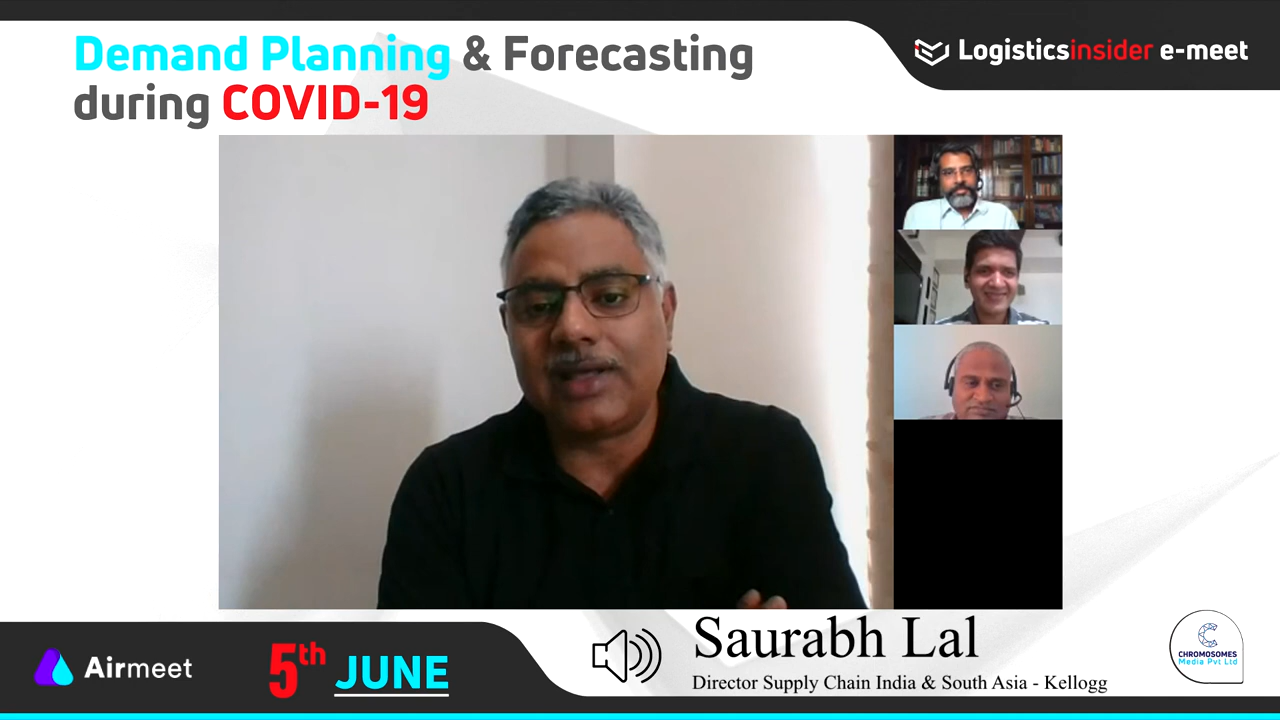 Demand Planning & Forecasting
during COVID-19
Logisticsinsider e-meet
Airmeet
5th JUNE
Saurabh Lal
Director Supply Chain India & South Asia - Kellogg
CHROMOSOMES
Media Pvt Ltd